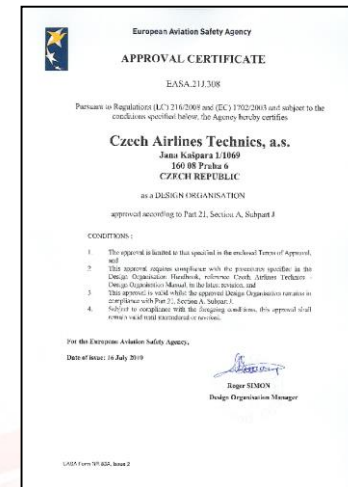 European Aviation Safety Agency
APPROVAL CERTIFICATE
EASA.21J.308
Pursuant to Regulations (EC) 216/2008 and (EC) 1702/2003 and subject to the
conditions specified below, the Agency hereby certifies
Czech Airlines Technics, a.s.
Jana Kašpara 1/1069
160 08 Praha 6
CZECH REPUBLIC
as a DESIGN ORGANISATION
approved according to Part 21, Section A, Subpart J
CONDITIONS :
1 The approval is limited to that specified in the enclosed Terms of Approval,
and
2 This approval requires compliance with the procedures specified in the
Design Organisation Handbook, reference Czech Airlines Technics -
Design Organisation Manual, in the latest revision, and
3 This approval is valid whilst the approved Design Organisation remains in
compliance with Part 21, Section A, Subpart J.
4. Subject to compliance with the foregoing conditions, this approval shall
remain valid until surrendered or revoked.
For the European Aviation Safety Agency,
Date of issue: 16 July 2010
Roger SIMON
Design Organisation Manager
EASA Form NR 80A, Issue 2